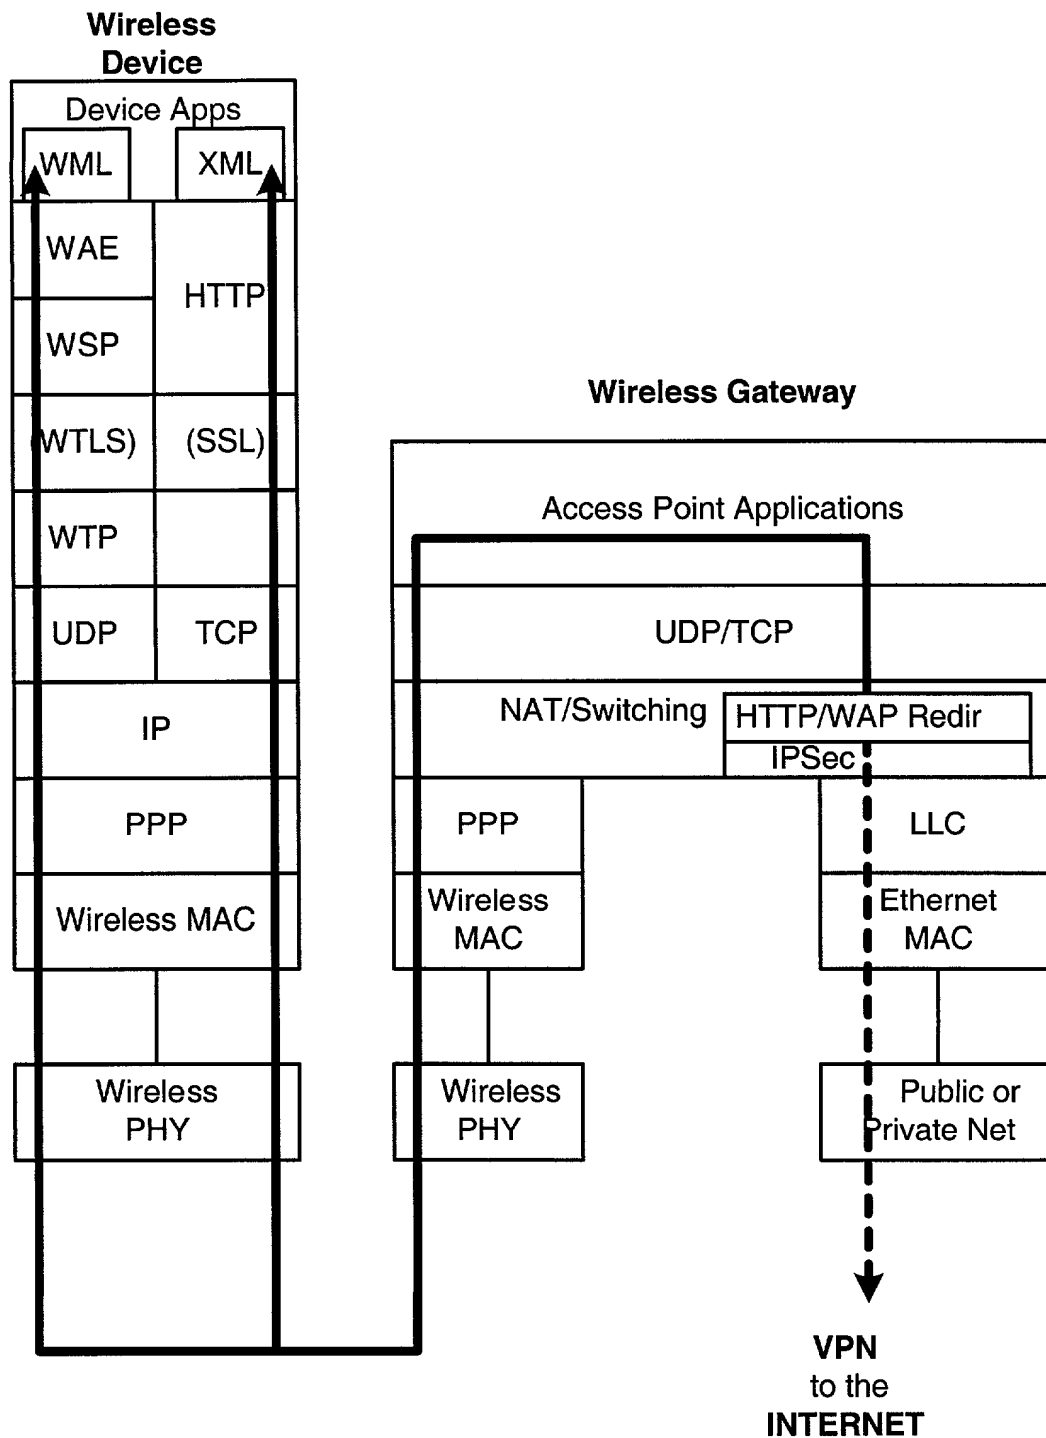 Wireless
Device
Device Apps
WML
XML
WAE
HTTP
WSP
(WTLS)
(SSL)
WTP
UDP
TCP
IP
PPP
Wireless MAC
Wireless
PHY
Wireless Gateway
Access Point Applications
UDP/TCP
NAT/Switching
HTTP/WAP Redir
IPSec
PPP
LLC
Wireless
MAC
Ethernet
MAC
Wireless
PHY
Public or
Private Net
VPN
to the
INTERNET